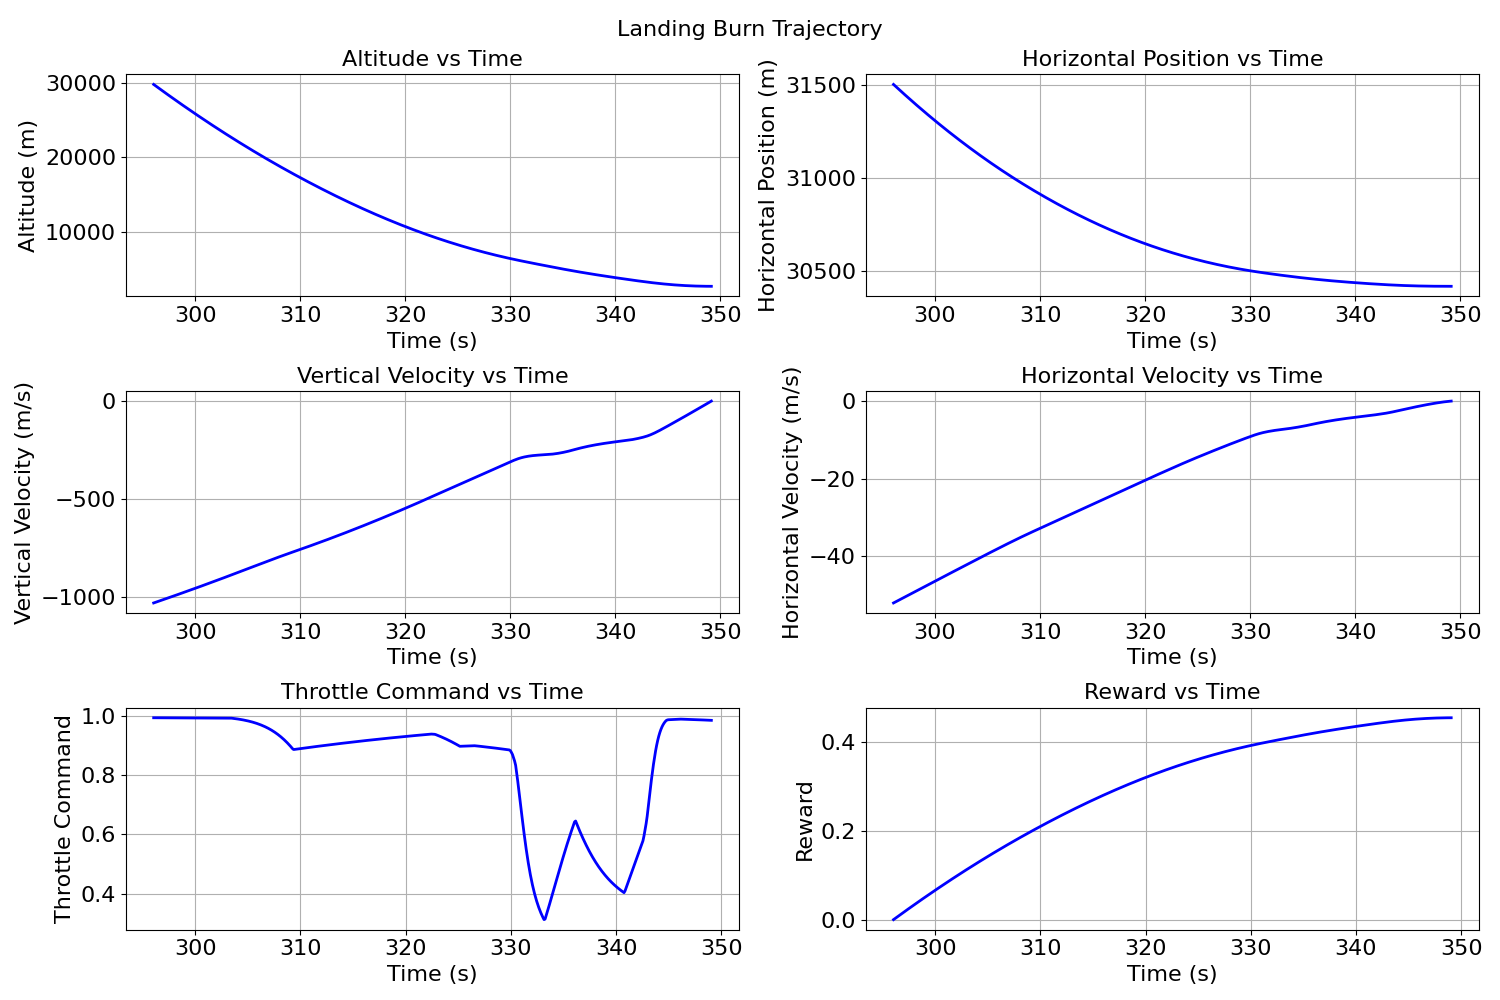 Landing Burn Trajectory
Altitude vs Time
Altitude (m)
30000
20000
10000
300 310 320 330 340 350
Time (s)
Horizontal Position vs Time
Horizontal Position (m)
31500
31000
30500
300 310 320 330 340 350
Time (s)
Vertical Velocity vs Time
Vertical Velocity (m/s)
0
−500
−1000
300 310 320 330 340 350
Time (s)
Horizontal Velocity vs Time
Horizontal Velocity (m/s)
0
−20
−40
300 310 320 330 340 350
Time (s)
Throttle Command vs Time
Throttle Command
1.0
0.8
0.6
0.4
300 310 320 330 340 350
Time (s)
Reward vs Time
Reward
0.4
0.2
0.0
300 310 320 330 340 350
Time (s)